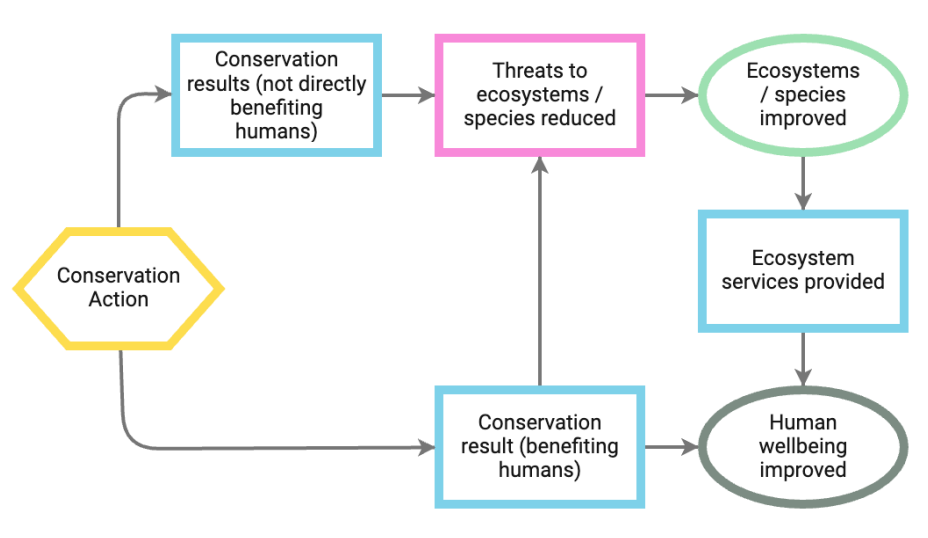 Conservation
results (not directly
benefiting
humans)
Threats to
ecosystems /
species reduced
Ecosystems
/ species
improved
Conservation
Action
Ecosystem
services provided
Conservation
result (benefiting
humans)
Human
wellbeing
improved